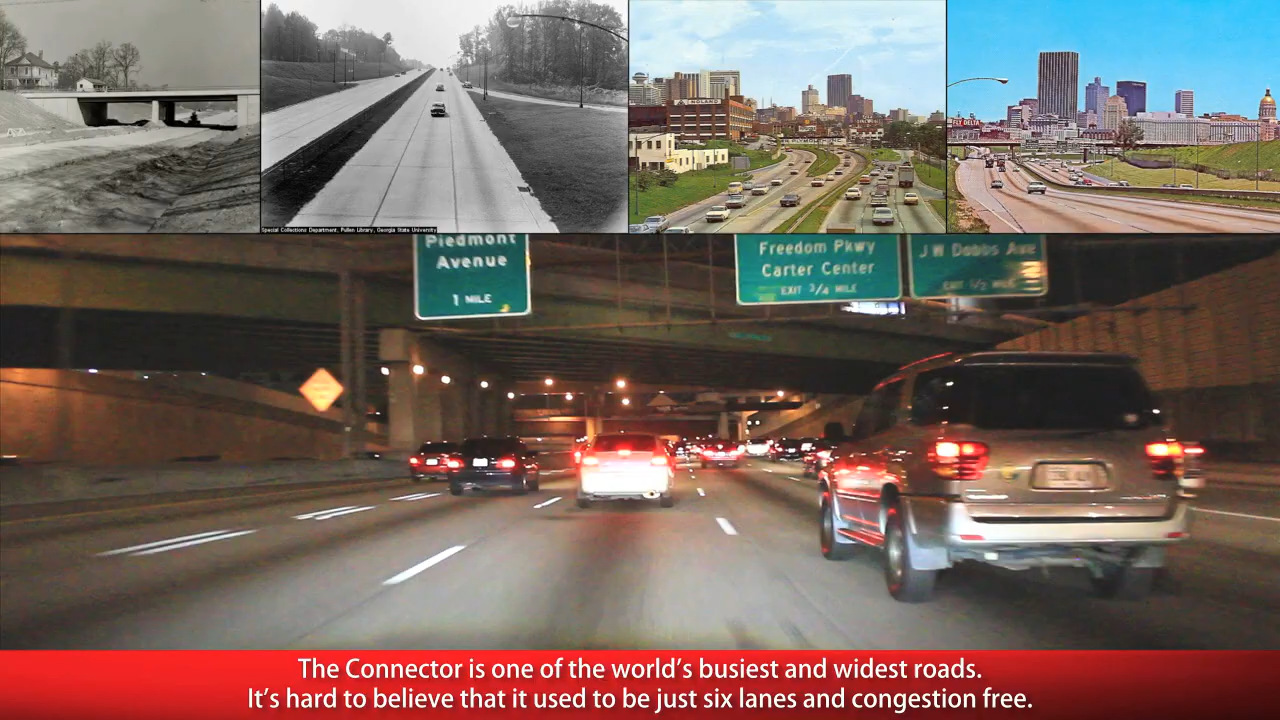 FLY DELTA
Special Collections Department, Pullen Library, Georgia State University
Piedmont
Avenue
1 MILE
Freedom Pkwy
Carter Center
EXIT 3/4 MILE
J W Dobbs Ave
EXIT 1/2 MILE
The Connector is one of the world's busiest and widest roads.
It's hard to believe that it used to be just six lanes and congestion free.